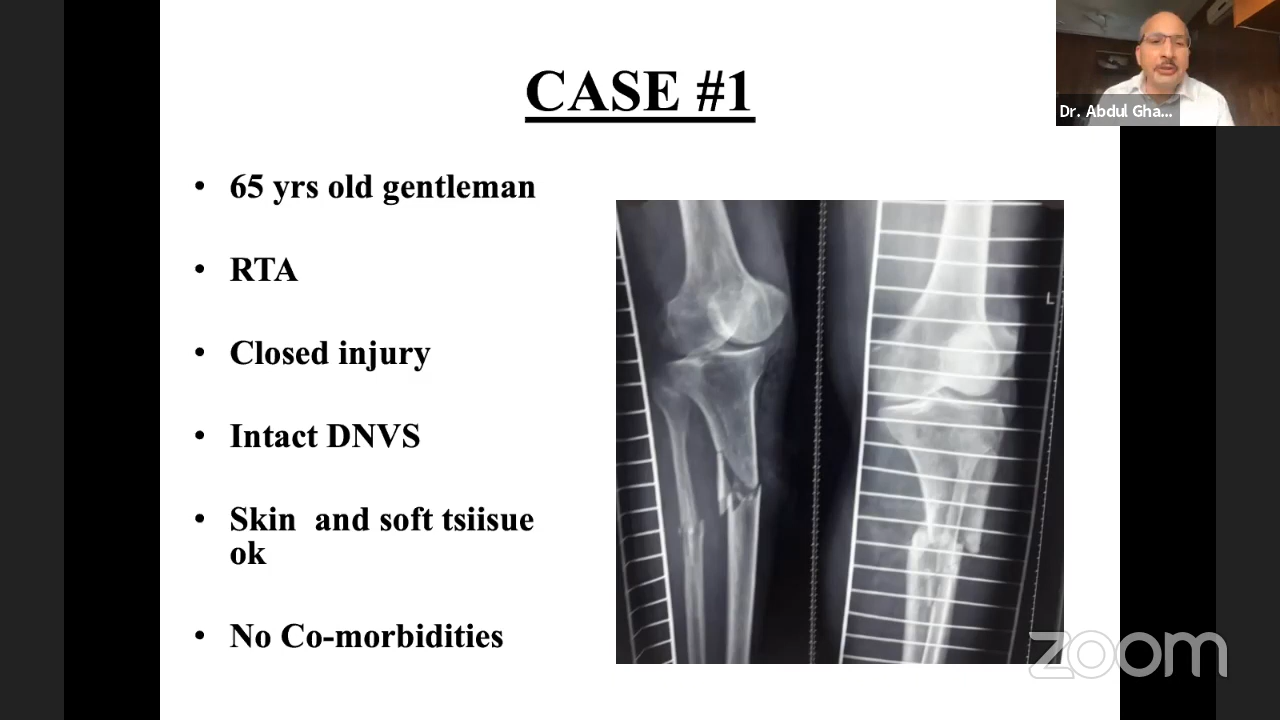 CASE #1
Dr. Abdul Gha...
• 65 yrs old gentleman
• RTA
• Closed injury
• Intact DNVS
• Skin and soft tsiisue
ok
• No Co-morbidities
L
zoom